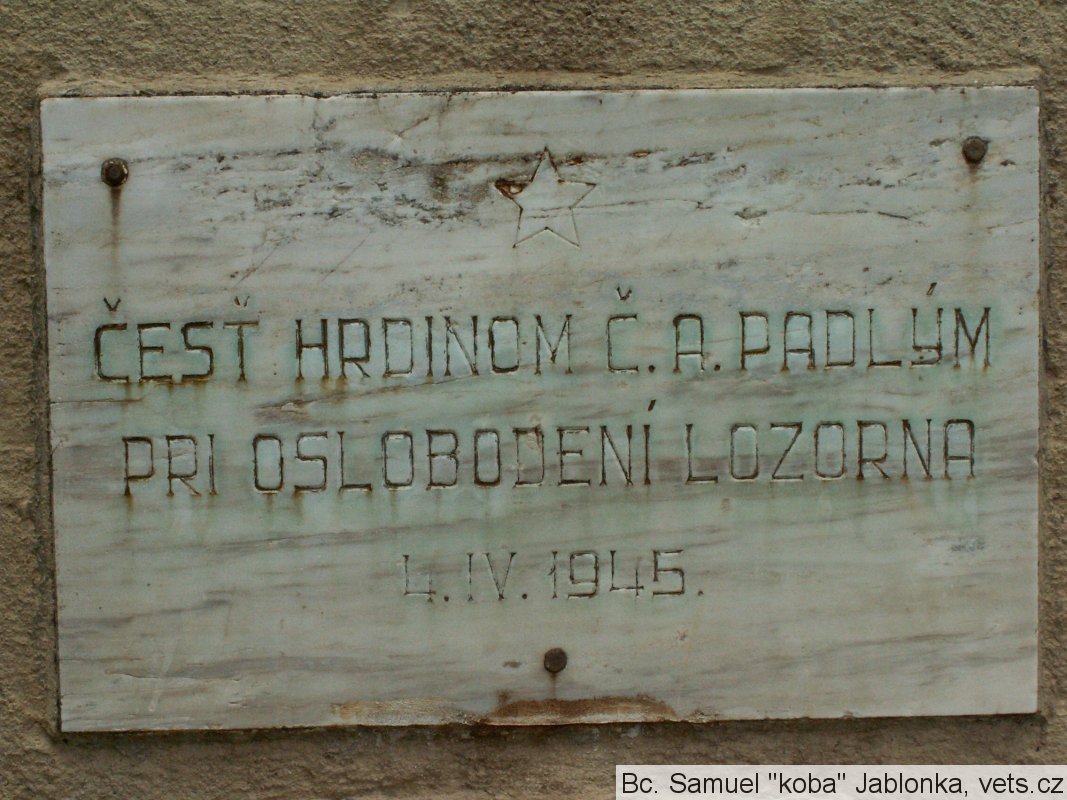 ČESŤ HRDINOM Č.A. PADLÝM
PRI OSLOBODENÍ LOZORNA
4.IV.1945.
Bc. Samuel "koba" Jablonka, vets.cz